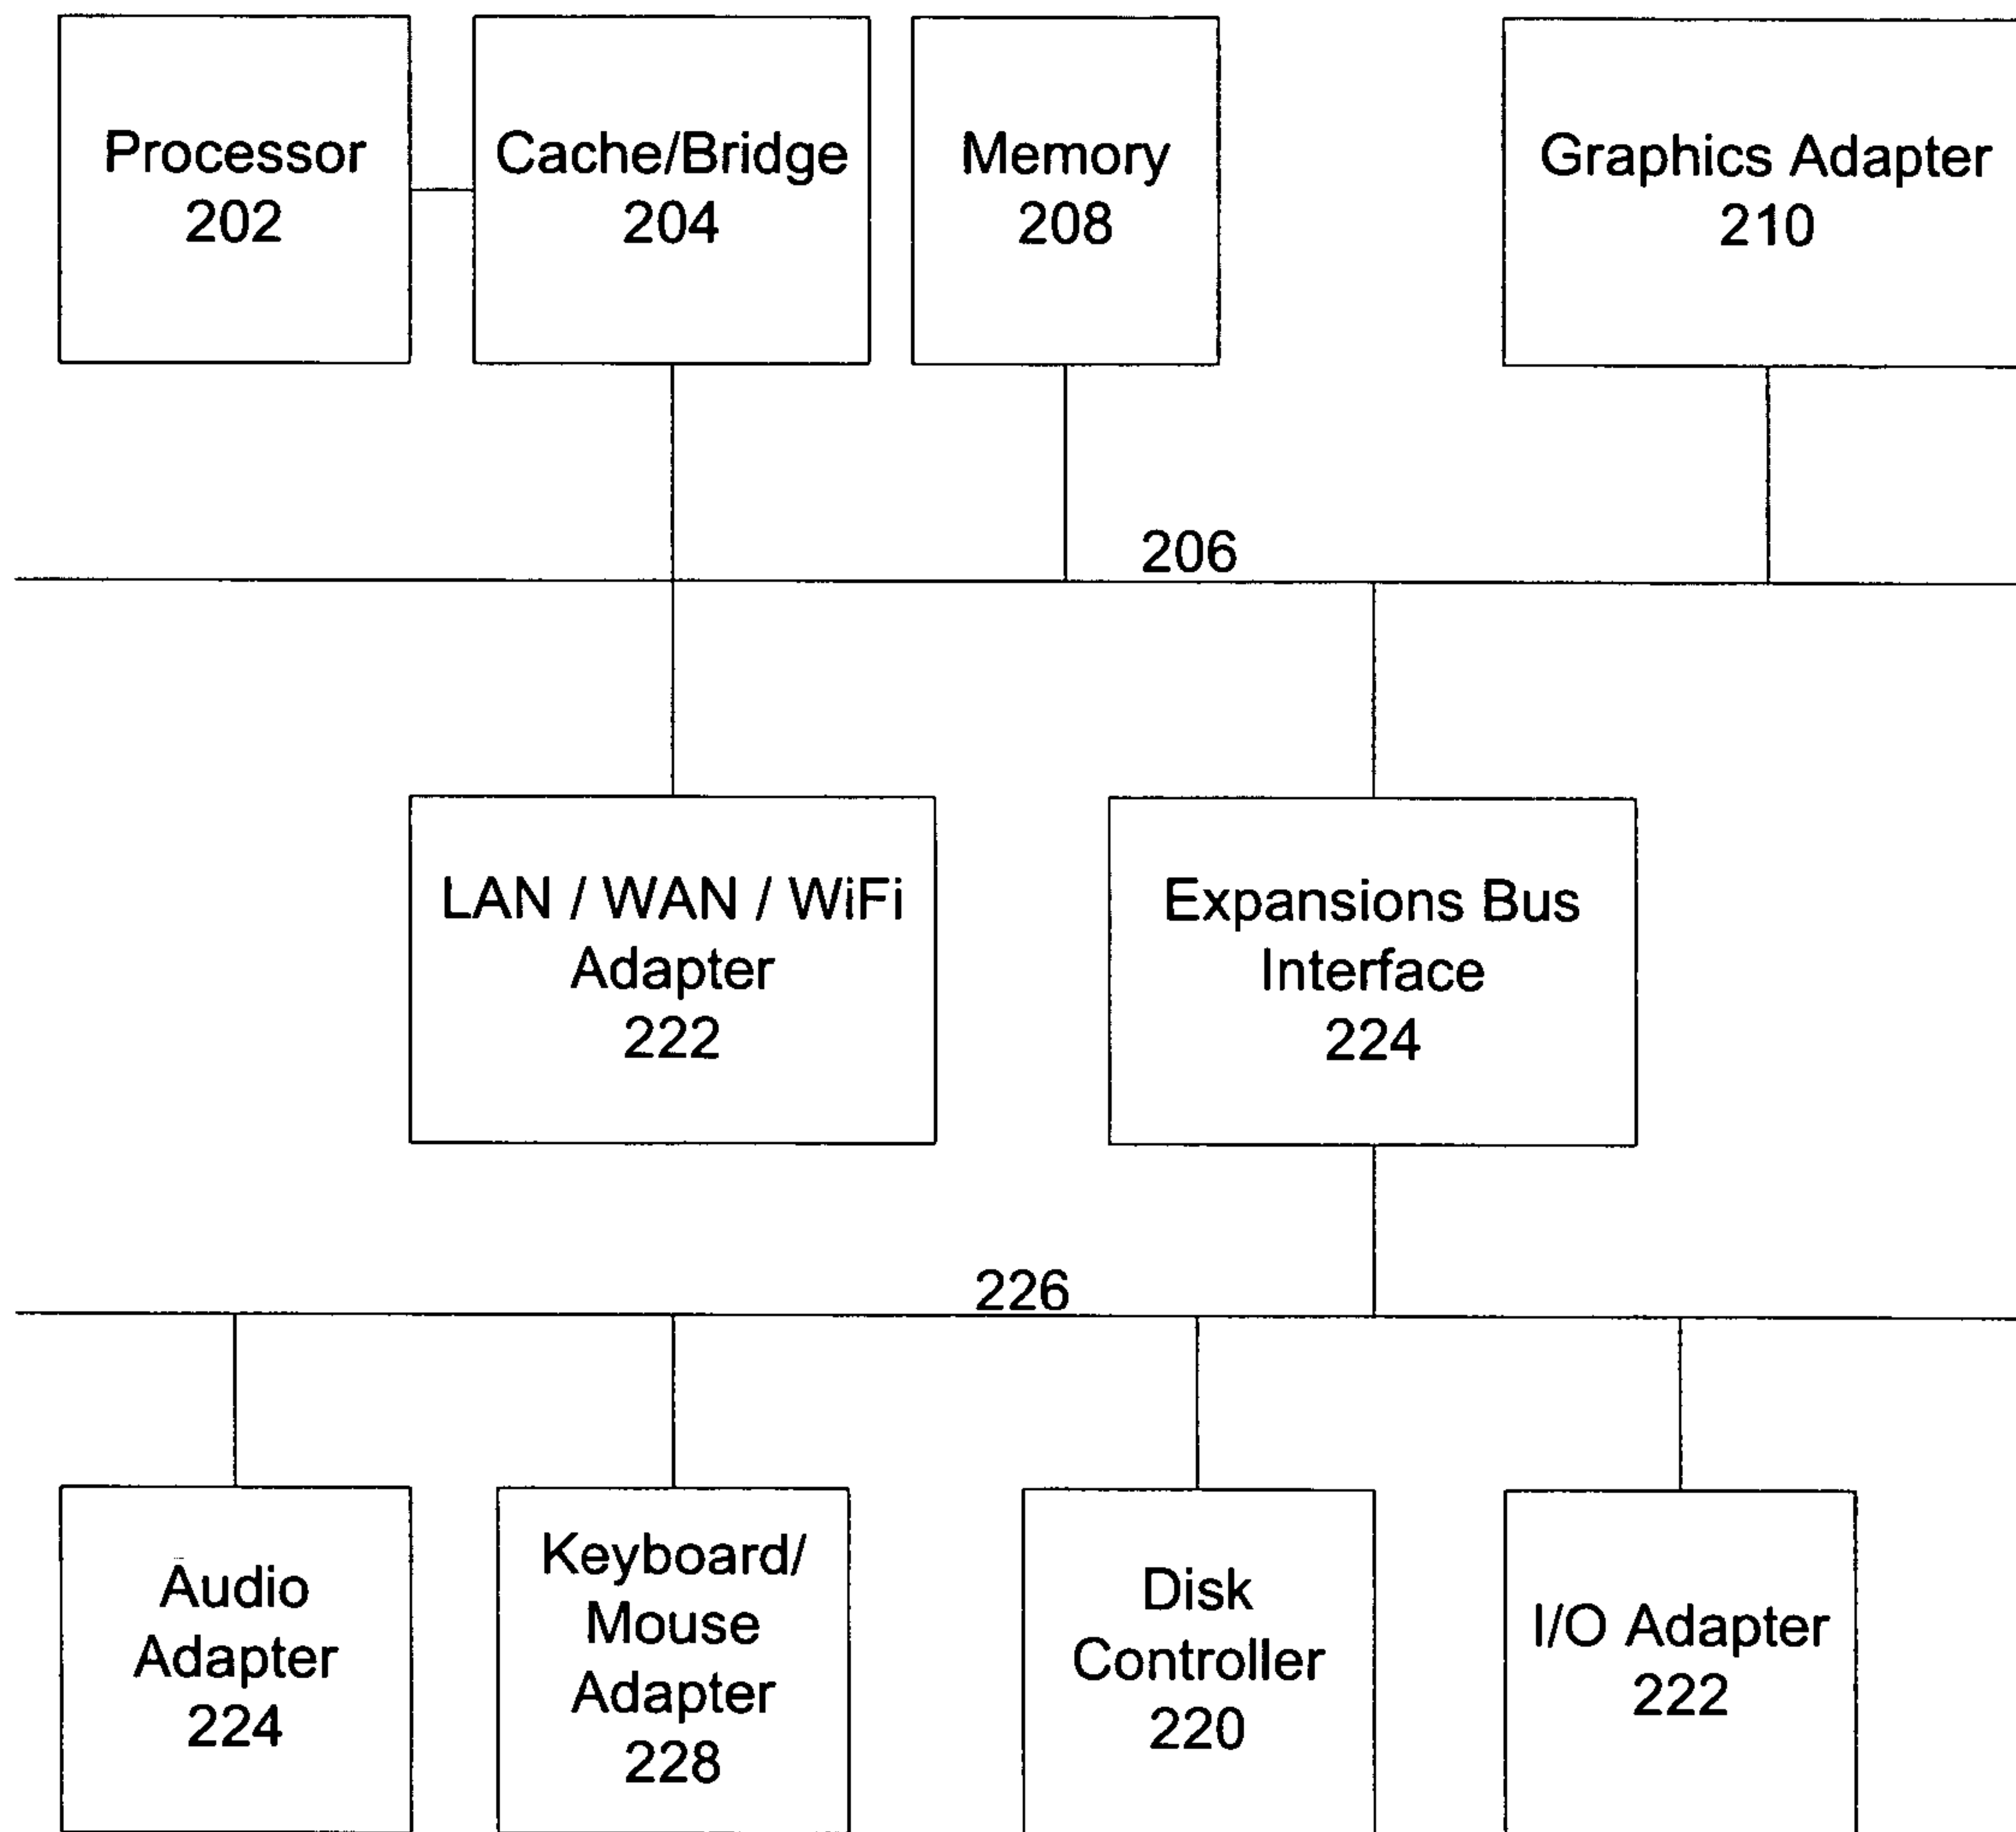 Processor
202
Cache/Bridge
204
Memory
208
Graphics Adapter
210
206
LAN / WAN / WiFi
Adapter
222
Expansions Bus
Interface
224
226
Audio
Adapter
224
Keyboard/
Mouse
Adapter
228
Disk
Controller
220
I/O Adapter
222